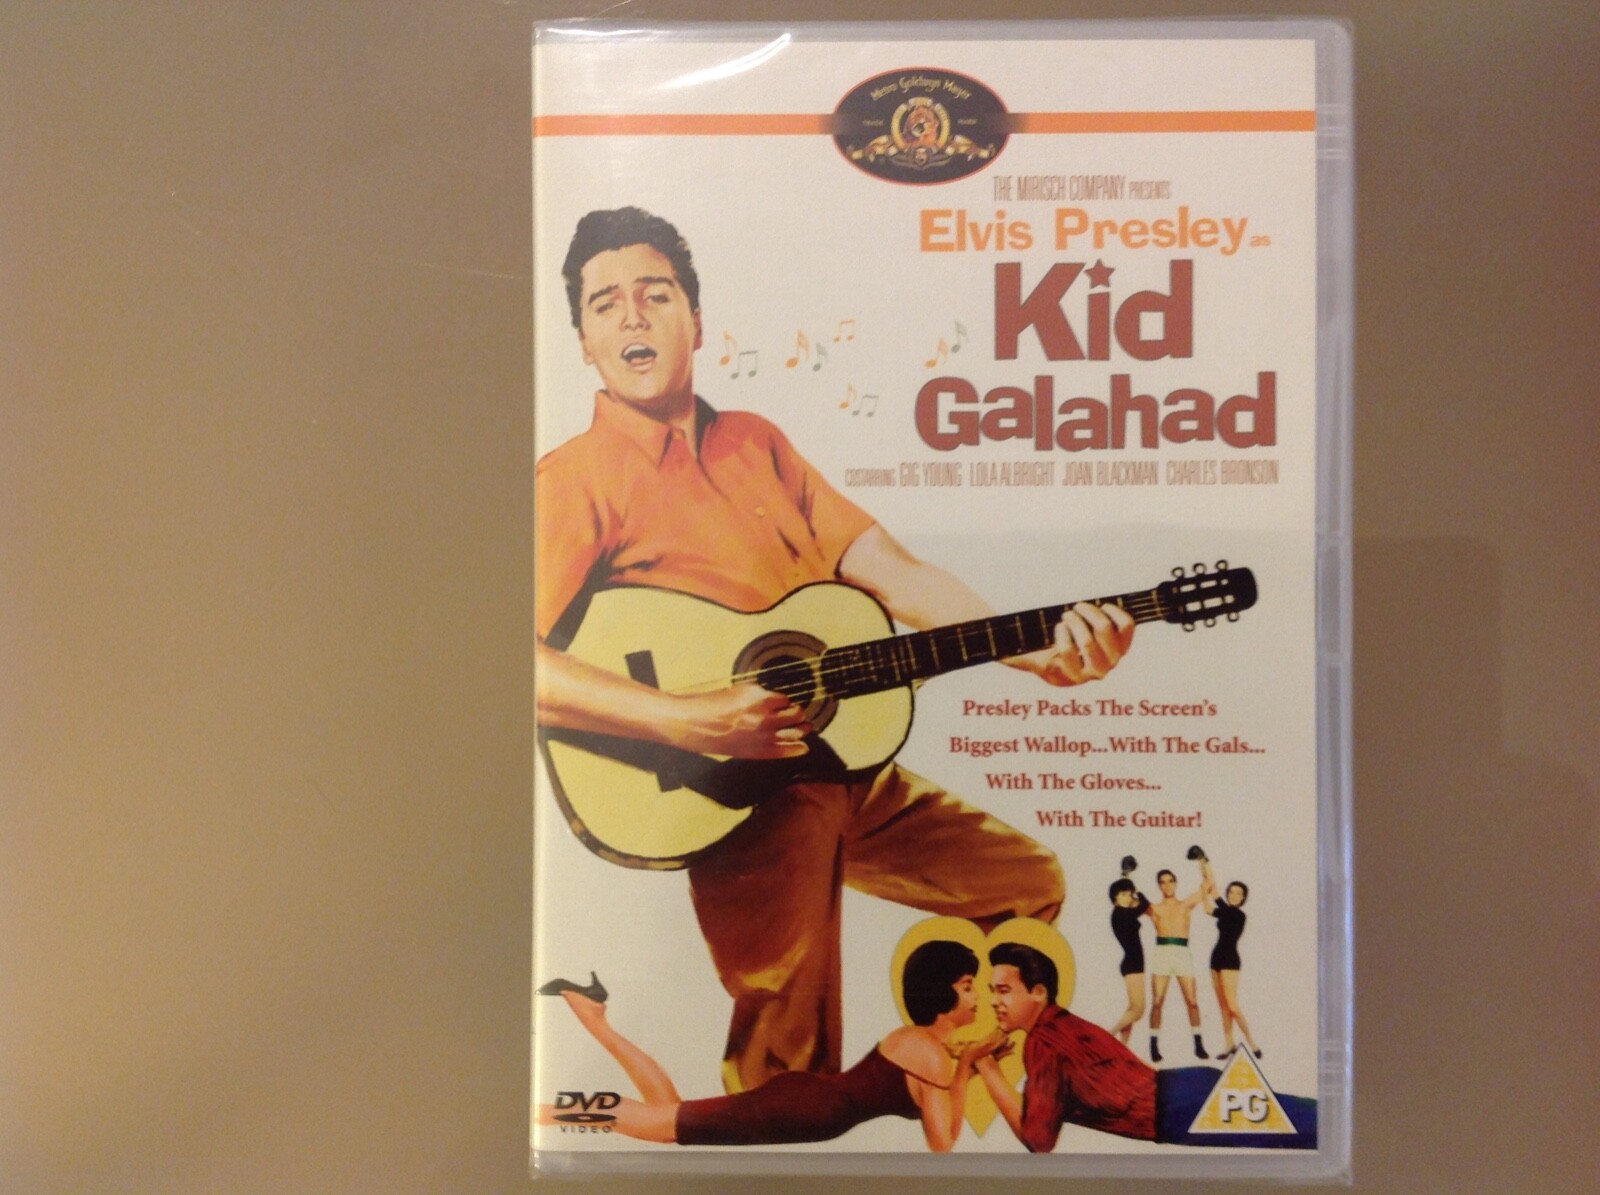 Metro Goldwyn Mayer
TRADE MARK
THE MIRISCH COMPANY PRESENTS
Elvis Presley as
Kid
Galahad
COSTARRING GIG YOUNG LOLA ALBRIGHT JOAN BLACKMAN CHARLES BRONSON
Presley Packs The Screen's
Biggest Wallop...With The Gals...
With The Gloves...
With The Guitar!
DVD
VIDEO
PG